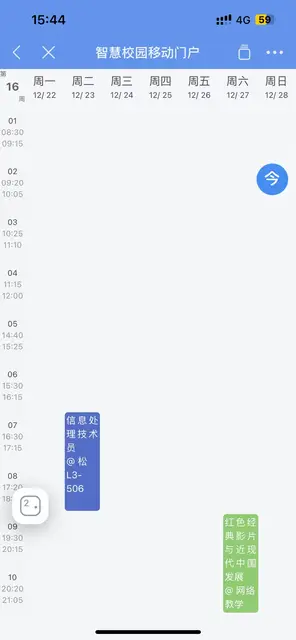 15:44
4G 59
智慧校园移动门户
第
16
周
周一 周二 周三 周四 周五 周六 周日
12/ 22 12/ 23 12/ 24 12/ 25 12/ 26 12/ 27 12/ 28
01
08:30
09:15
02
09:20
10:05
今
03
10:25
11:10
04
11:15
12:00
05
14:40
15:25
06
15:30
16:15
07
16:30
17:15
信息处
理技术
员
@松
L3-
506
08
17:20
18:
2
09
19:30
20:15
红色经
典影片
与近现
代中国
发展
@网络
教学
10
20:20
21:05